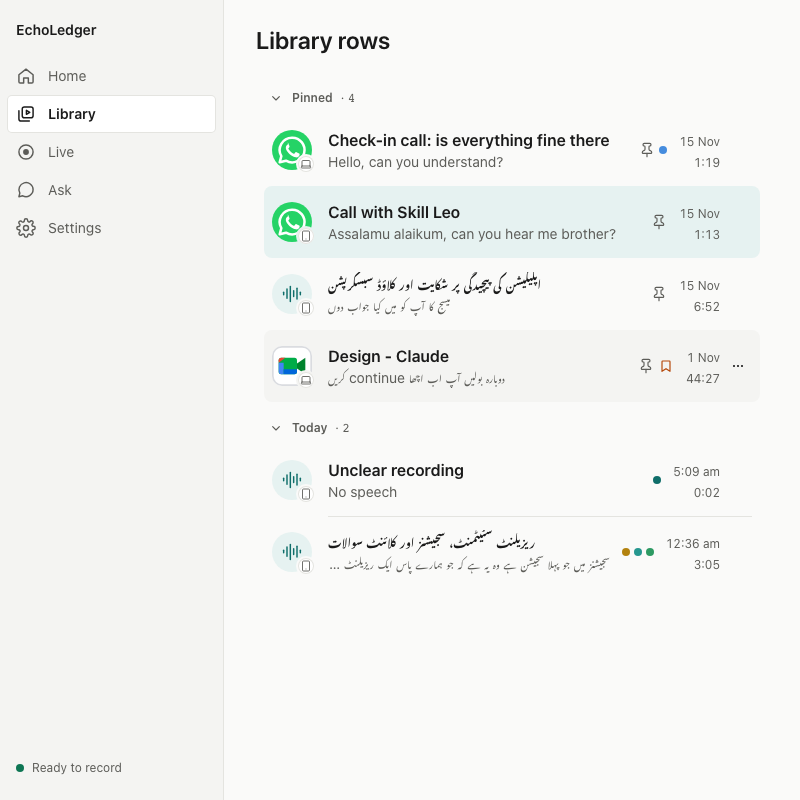 EchoLedger
Home
Library
Live
Ask
Settings
Ready to record
Library rows
Pinned · 4
Check-in call: is everything fine there
15 Nov
Hello, can you understand?
1:19
Call with Skill Leo
15 Nov
Assalamu alaikum, can you hear me brother?
1:13
اپلیلیشن کی پیچیدگی پر شکایت اور کلاؤڈ سبسکرپشن
15 Nov
میسج کا آپ کو میں کیا جواب دوں
6:52
Design - Claude
1 Nov
دوبارہ بولیں آپ اب اچھا continue کریں
44:27
Today · 2
Unclear recording
5:09 am
No speech
0:02
ریزیلنٹ سٹیٹمنٹ، سجیشنز اور کلائنٹ سوالات
12:36 am
سجیشنز میں جو پہلا سجیشن ہے وہ یہ ہے کہ جو ہمارے پاس ایک ریزیلنٹ ...
3:05